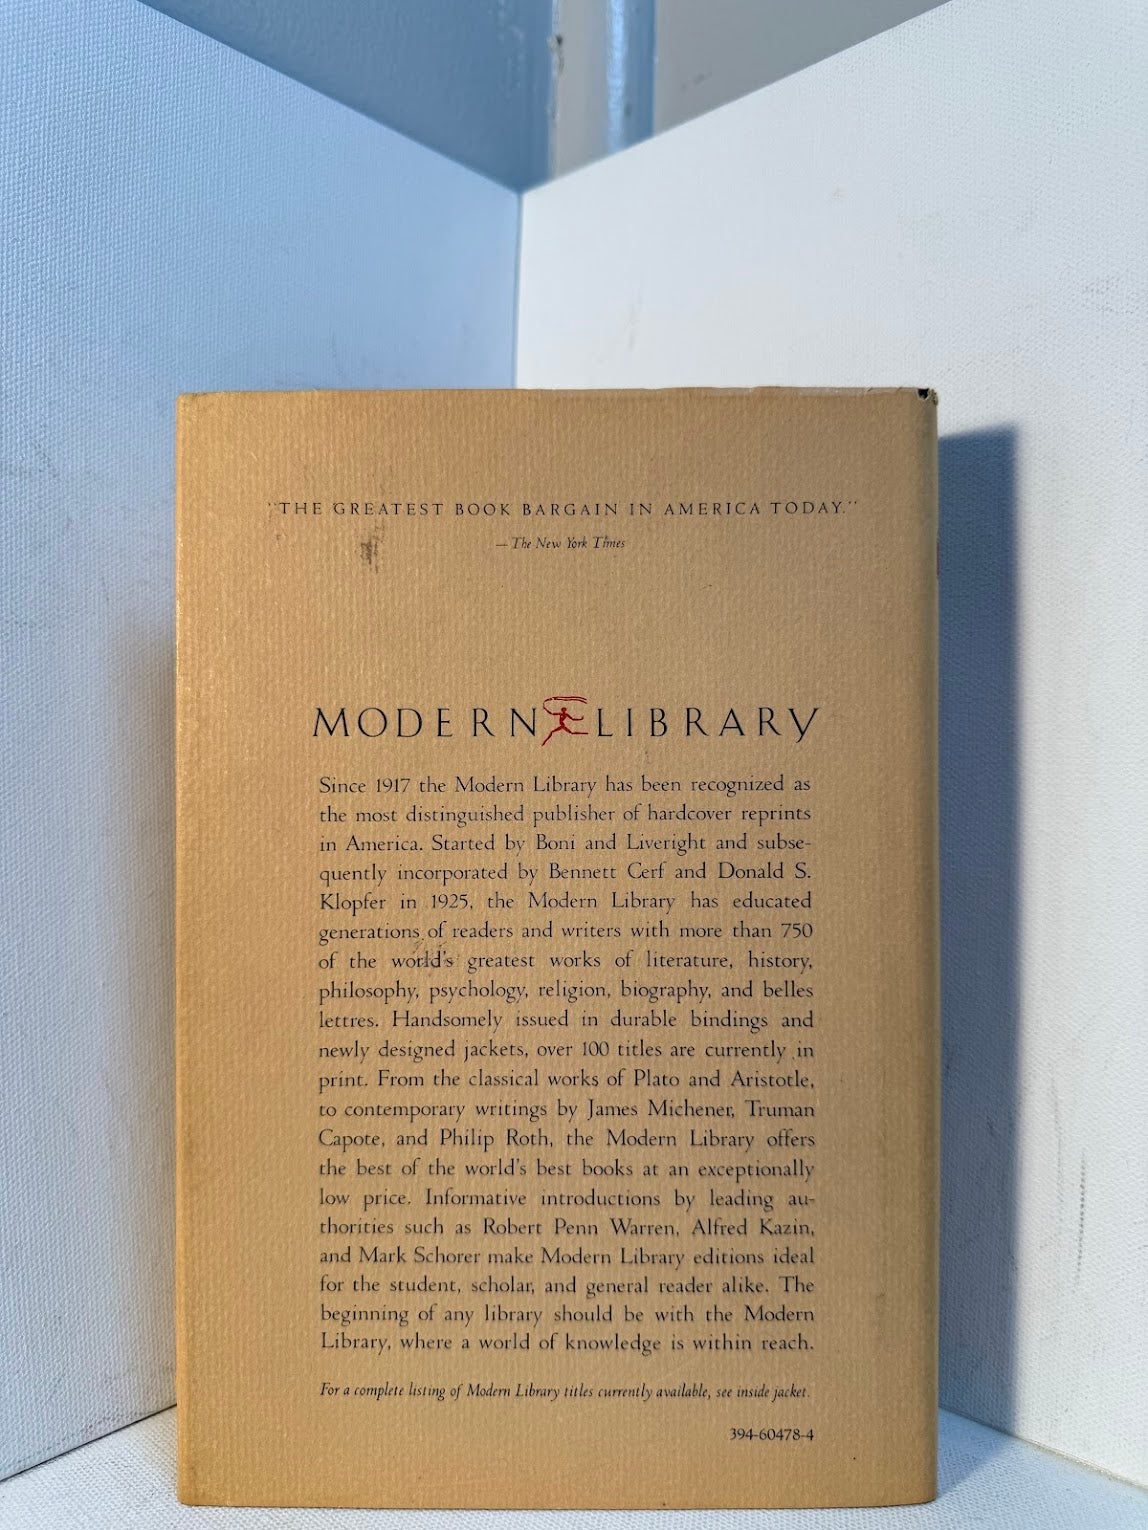 "THE GREATEST BOOK BARGAIN IN AMERICA TODAY."
— The New York Times
MODERN LIBRARY
Since 1917 the Modern Library has been recognized as
the most distinguished publisher of hardcover reprints
in America. Started by Boni and Liveright and subse-
quently incorporated by Bennett Cerf and Donald S.
Klopfer in 1925, the Modern Library has educated
generations of readers and writers with more than 750
of the world's greatest works of literature, history,
philosophy, psychology, religion, biography, and belles
lettres. Handsomely issued in durable bindings and
newly designed jackets, over 100 titles are currently in
print. From the classical works of Plato and Aristotle,
to contemporary writings by James Michener, Truman
Capote, and Philip Roth, the Modern Library offers
the best of the world's best books at an exceptionally
low price. Informative introductions by leading au-
thorities such as Robert Penn Warren, Alfred Kazin,
and Mark Schorer make Modern Library editions ideal
for the student, scholar, and general reader alike. The
beginning of any library should be with the Modern
Library, where a world of knowledge is within reach.
For a complete listing of Modern Library titles currently available, see inside jacket.
394-60478-4